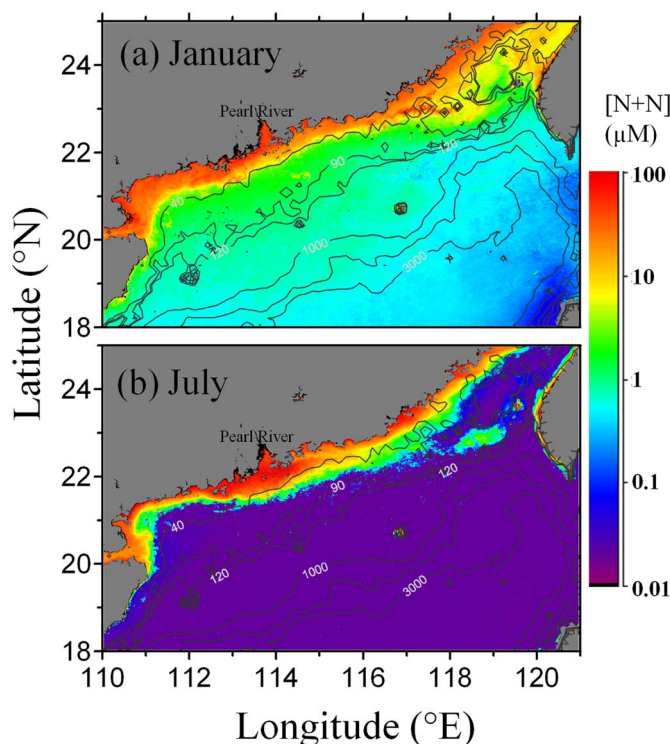 (a) January
Pearl River
90
120
40
120
1000
3000
24
22
20
18
[N+N]
(µM)
100
10
1
0.1
0.01
Latitude (°N)
(b) July
Pearl River
90
120
40
120
1000
3000
24
22
20
18
110 112 114 116 118 120
Longitude (°E)